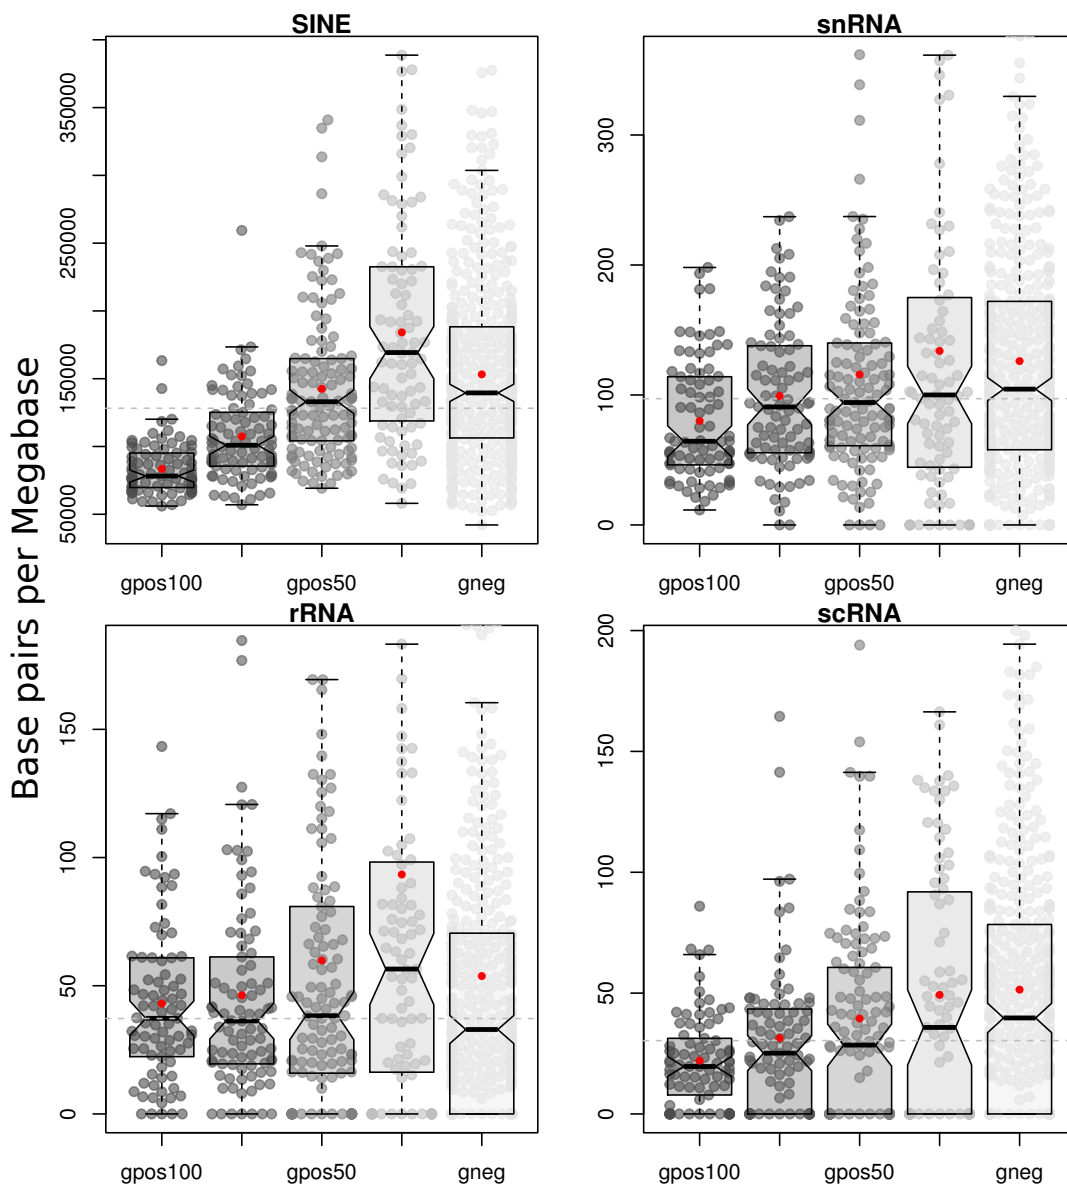 SINE
snRNA
Base pairs per Megabase
50000
150000
250000
350000
0
100
200
300
gpos100
gpos50
gneg
gpos100
gpos50
gneg
rRNA
scRNA
0
50
100
150
0
50
100
150
200
gpos100
gpos50
gneg
gpos100
gpos50
gneg